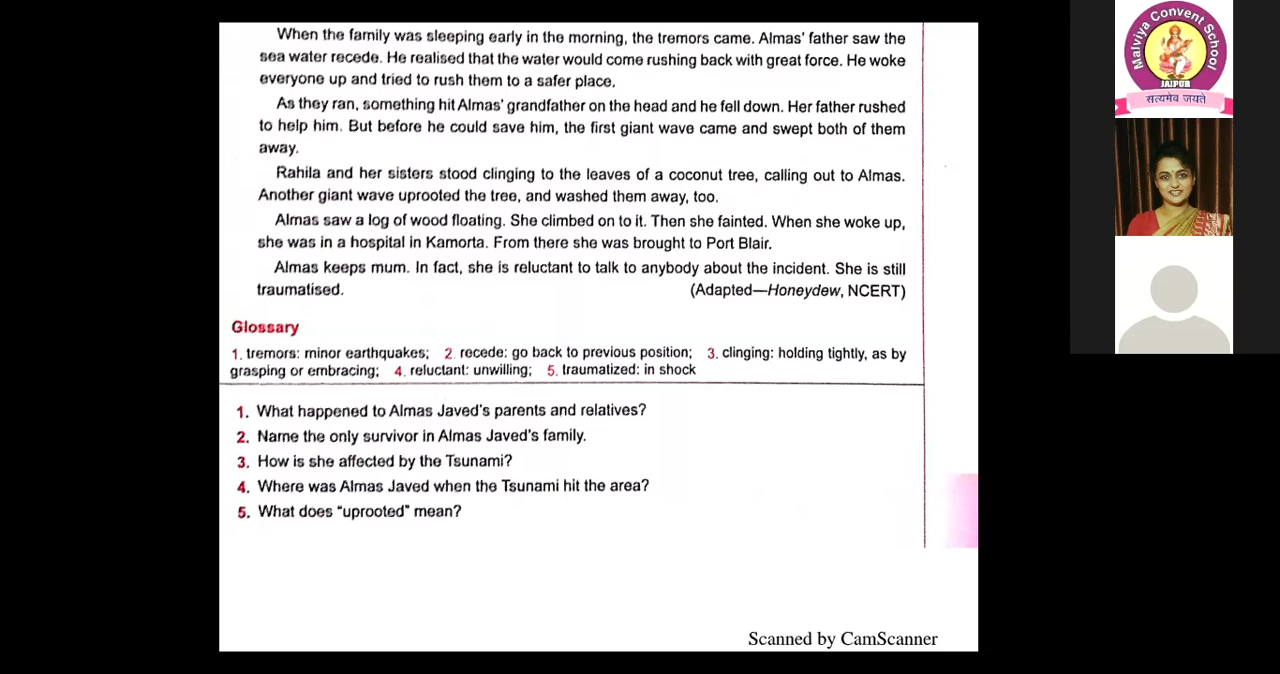 When the family was sleeping early in the morning, the tremors came. Almas' father saw the
sea water recede. He realised that the water would come rushing back with great force. He woke
everyone up and tried to rush them to a safer place.
As they ran, something hit Almas' grandfather on the head and he fell down. Her father rushed
to help him. But before he could save him, the first giant wave came and swept both of them
away.
Rahila and her sisters stood clinging to the leaves of a coconut tree, calling out to Almas.
Another giant wave uprooted the tree, and washed them away, too.
Almas saw a log of wood floating. She climbed on to it. Then she fainted. When she woke up,
she was in a hospital in Kamorta. From there she was brought to Port Blair.
Almas keeps mum. In fact, she is reluctant to talk to anybody about the incident. She is still
traumatised. (Adapted—Honeydew, NCERT)
Glossary
1. tremors: minor earthquakes; 2. recede: go back to previous position; 3. clinging: holding tightly, as by
grasping or embracing; 4. reluctant: unwilling; 5. traumatized: in shock
1. What happened to Almas Javed's parents and relatives?
2. Name the only survivor in Almas Javed's family.
3. How is she affected by the Tsunami?
4. Where was Almas Javed when the Tsunami hit the area?
5. What does "uprooted" mean?
Scanned by CamScanner
Malviya Convent School
JAIPUR
सत्यमेव जयते